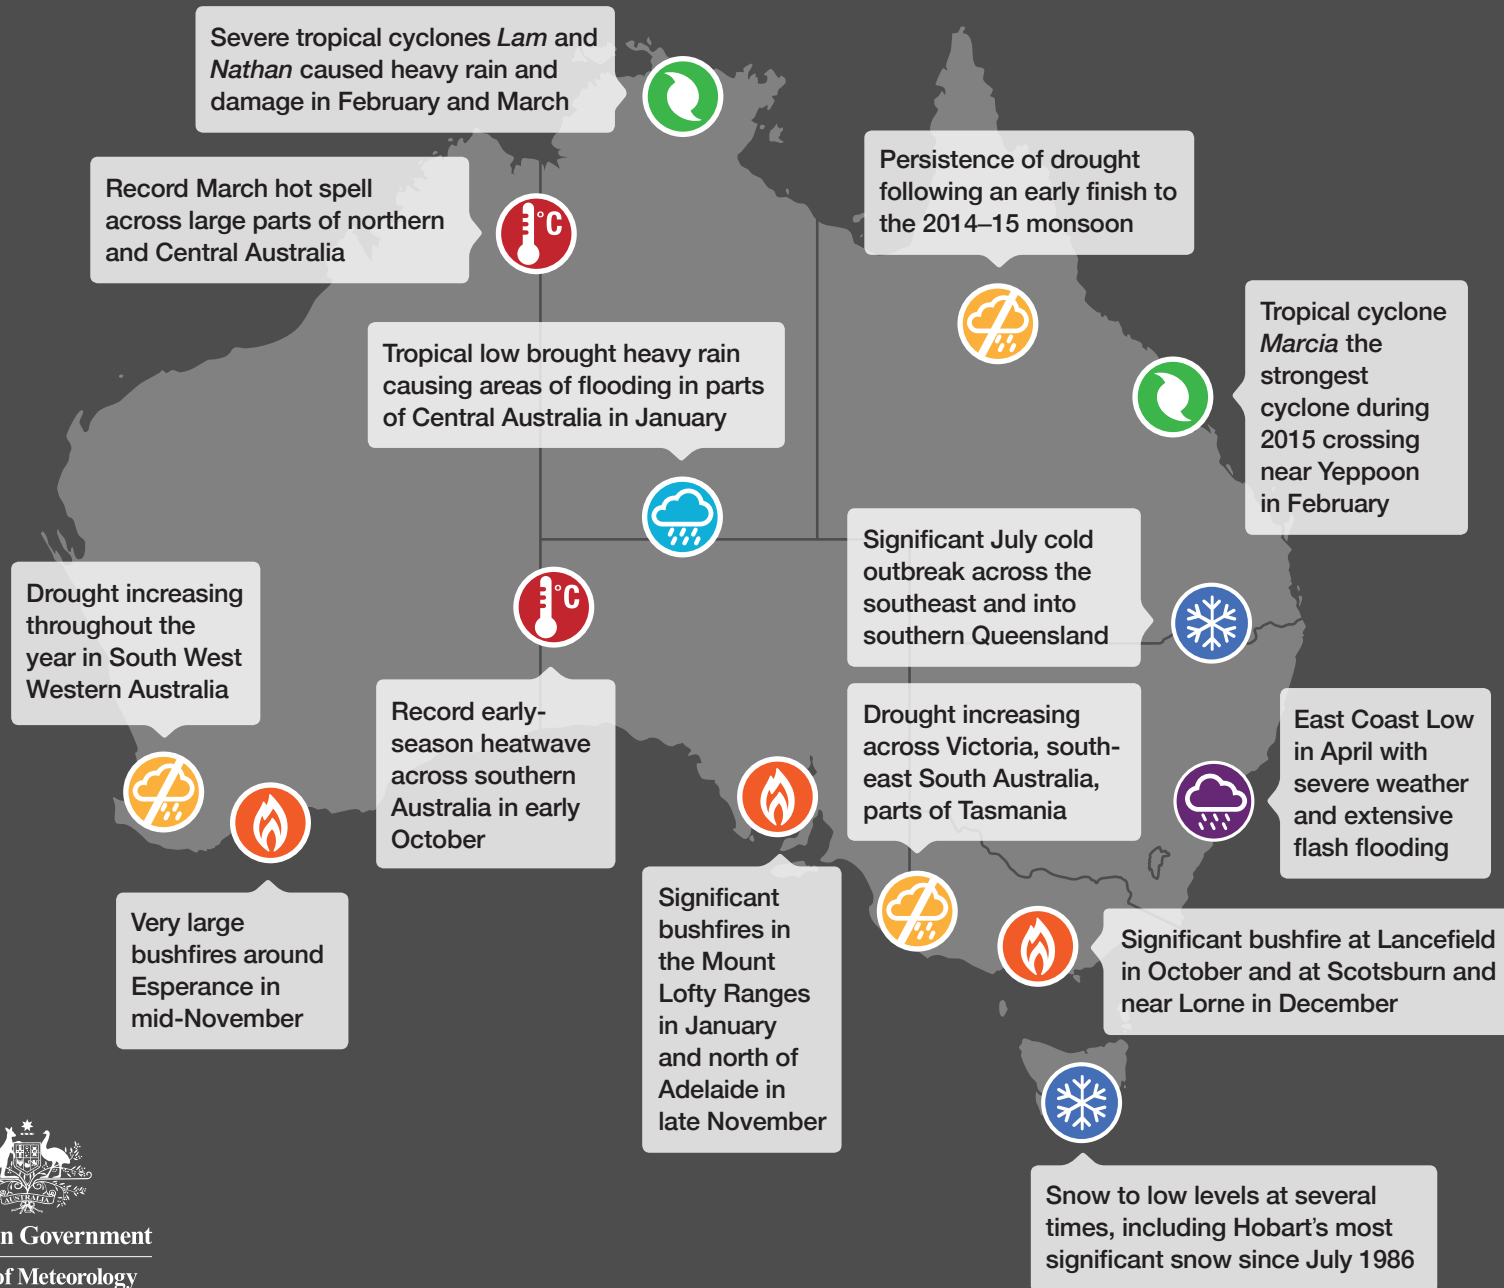 Severe tropical cyclones Lam and
Nathan caused heavy rain and
damage in February and March
Record March hot spell
across large parts of northern
and Central Australia
°C
Persistence of drought
following an early finish to
the 2014–15 monsoon
Tropical cyclone
Marcia the
strongest
cyclone during
2015 crossing
near Yeppoon
in February
Tropical low brought heavy rain
causing areas of flooding in parts
of Central Australia in January
Significant July cold
outbreak across the
southeast and into
southern Queensland
Drought increasing
throughout the
year in South West
Western Australia
°C
Record early-
season heatwave
across southern
Australia in early
October
Drought increasing
across Victoria, south-
east South Australia,
parts of Tasmania
East Coast Low
in April with
severe weather
and extensive
flash flooding
Very large
bushfires around
Esperance in
mid-November
Significant
bushfires in
the Mount
Lofty Ranges
in January
and north of
Adelaide in
late November
Significant bushfire at Lancefield
in October and at Scotsburn and
near Lorne in December
Snow to low levels at several
times, including Hobart's most
significant snow since July 1986
AUSTRALIA
n Government
of Meteorology